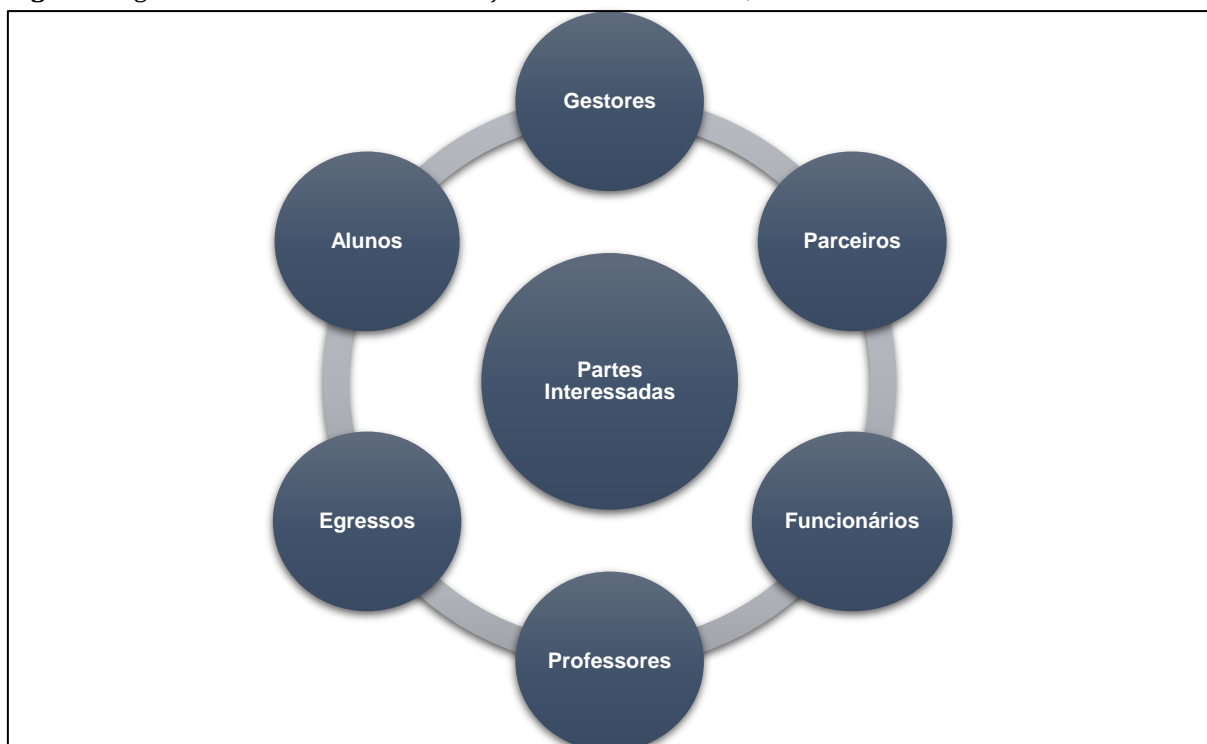 Gestores
Parceiros
Alunos
Partes
Interessadas
Egressos
Funcionários
Professores